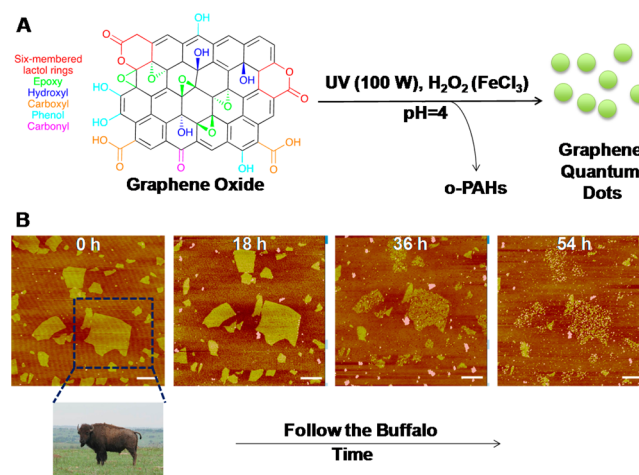 A
Six-membered
lactol rings
Epoxy
Hydroxyl
Carboxyl
Phenol
Carbonyl
OH
O
O
OH
OH
O
O
O
O
O
O
OH
OH
OH
O
HO
O
O
OH
OH
O
Graphene Oxide
UV (100 W), H₂O₂ (FeCl₃)
pH=4
o-PAHs
Graphene
Quantum
Dots
B
0 h
18 h
36 h
54 h
Follow the Buffalo
Time